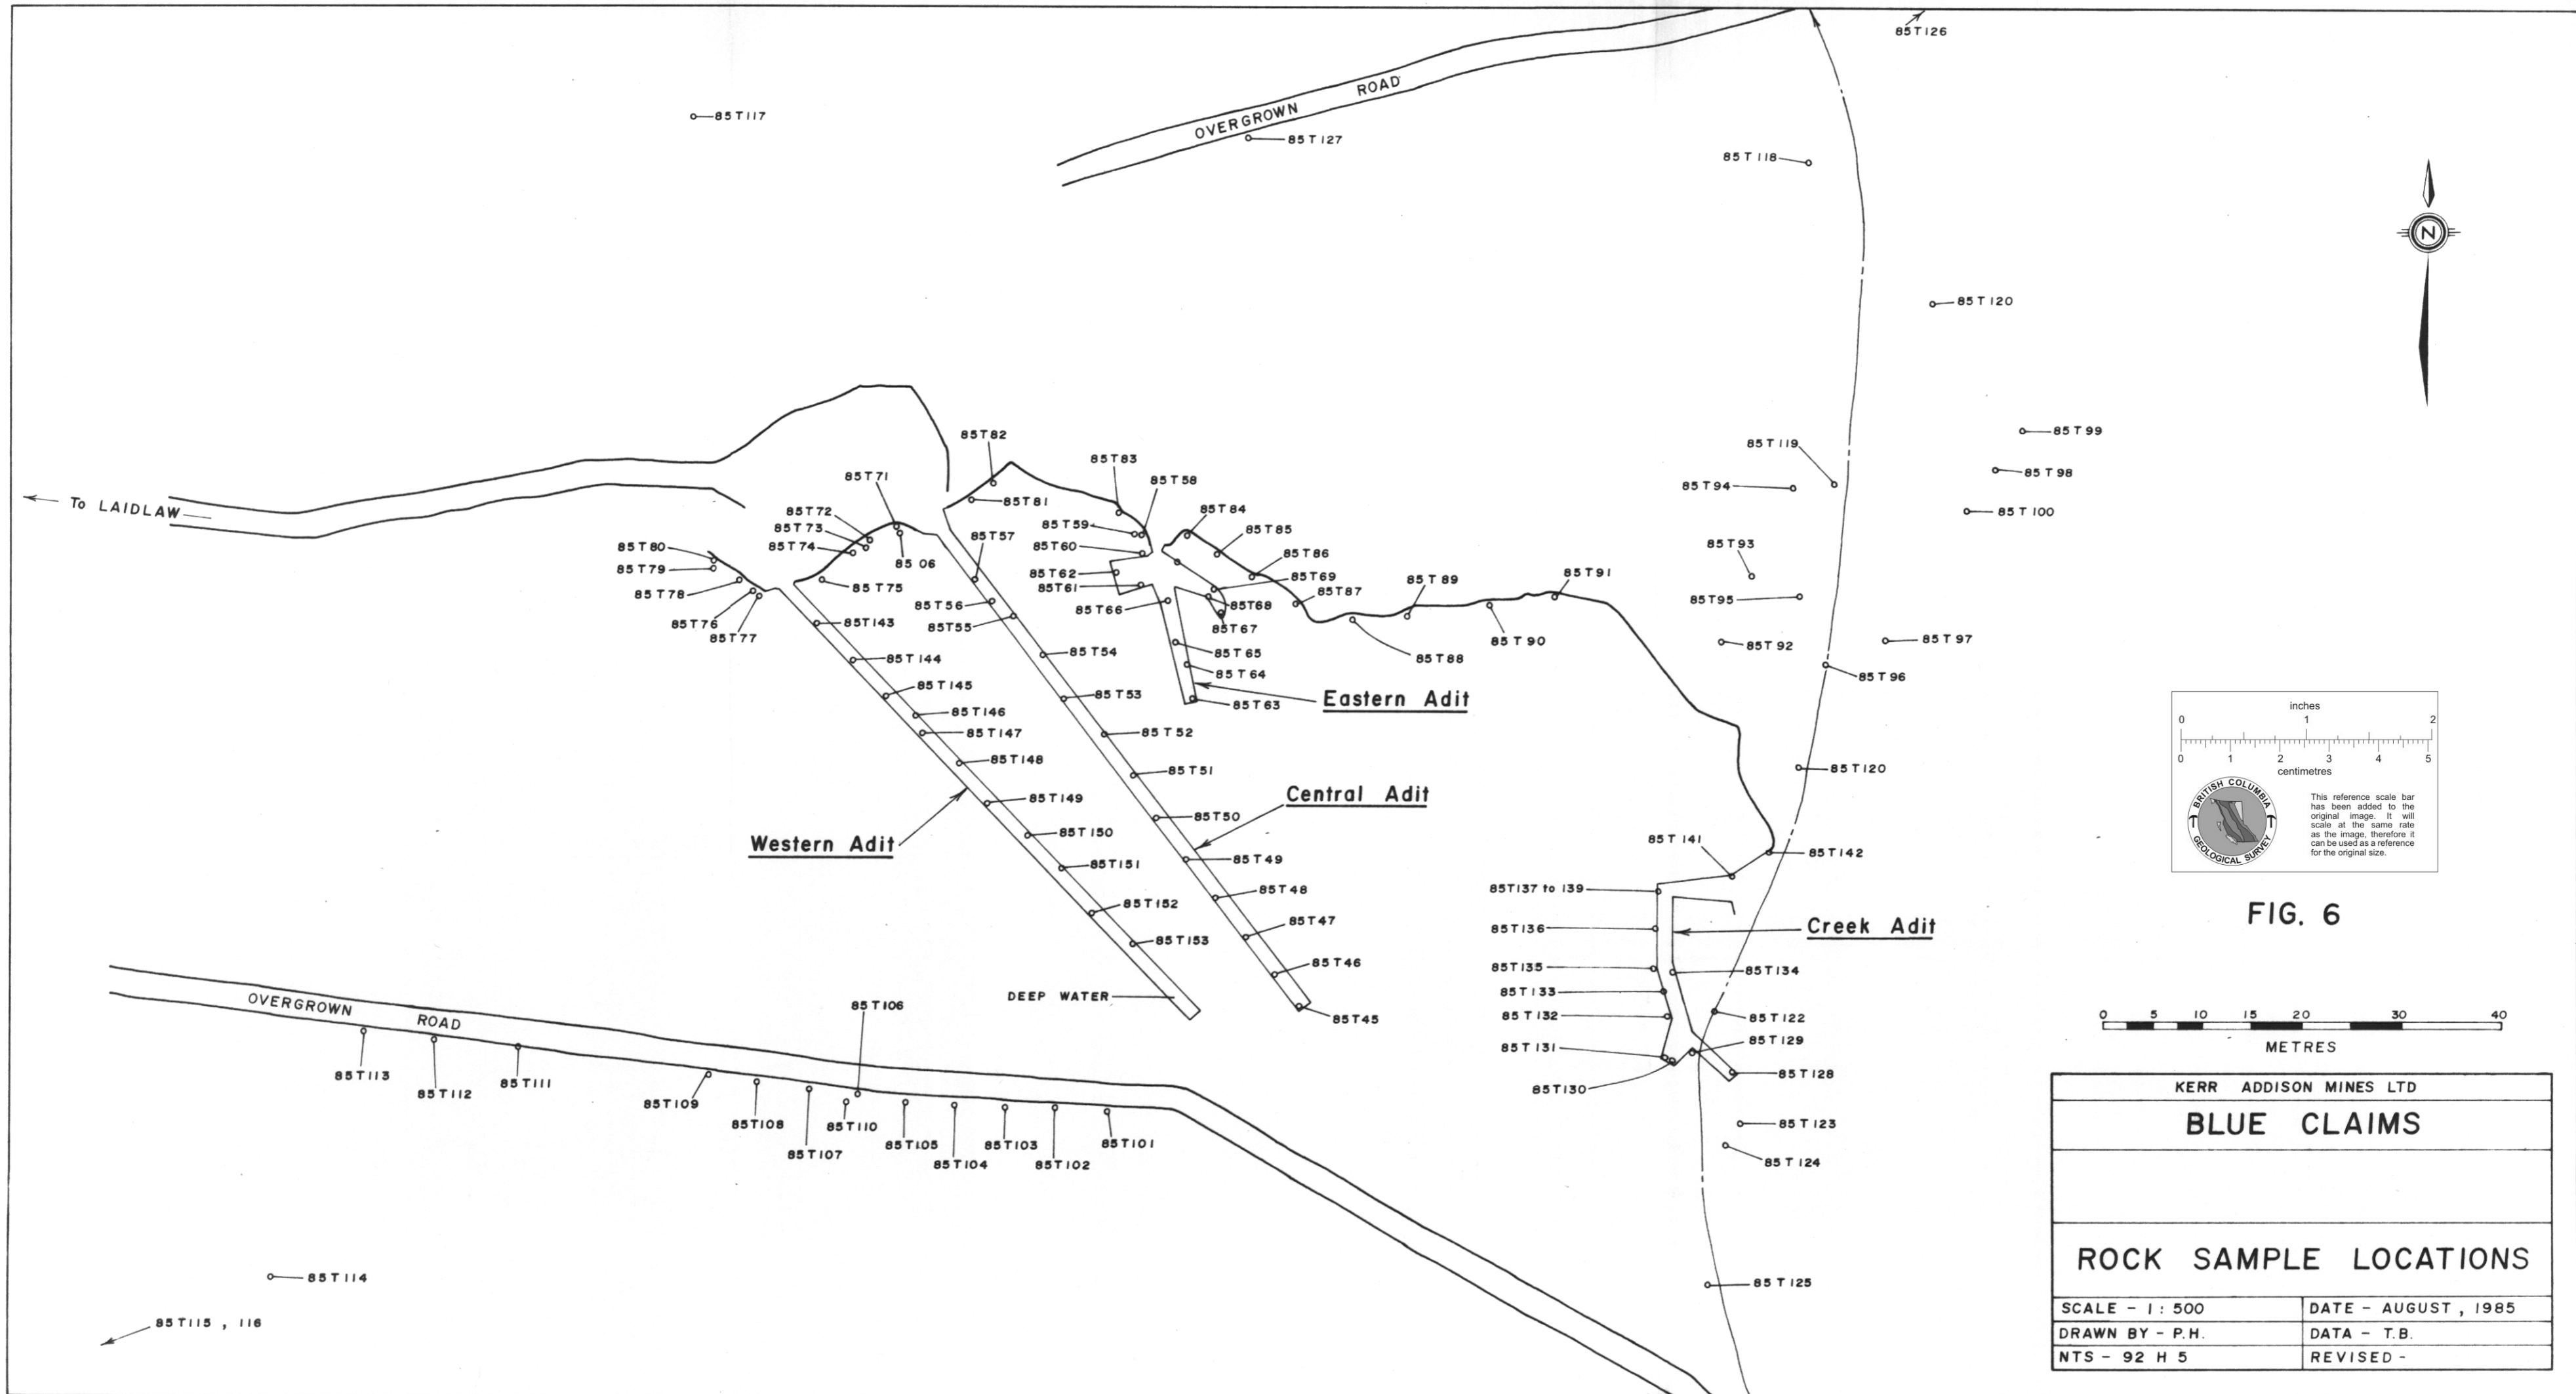 85T126
OVERGROWN ROAD
85T117
85T127
85T118
N
85T120
85T99
85T98
85T100
85T119
85T94
85T93
85T95
85T92
85T97
85T96
85T120
To LAIDLAW
85T82
85T83
85T58
85T71
85T81
85T84
85T72
85T73
85T74
85T59
85T85
85T60
85T57
85T86
85 06
85T80
85T79
85T62
85T69
85T61
85T89
85T91
85T78
85T75
85T56
85T66
85T68
85T87
85T76
85T77
85T143
85T55
85T67
85T90
85T54
85T65
85T88
85T144
85T64
85T145
85T53
85T63
Eastern Adit
85T146
85T147
85T52
85T148
85T51
Central Adit
85T149
85T50
85T150
Western Adit
85T151
85T49
85T48
85T152
85T47
85T153
85T46
DEEP WATER
85T45
85T141
85T142
85T137 to 139
85T136
Creek Adit
85T135
85T134
85T133
85T132
85T122
85T131
85T129
85T130
85T128
85T123
85T124
85T125
OVERGROWN ROAD
85T106
85T113
85T112
85T111
85T109
85T108
85T107
85T110
85T105
85T104
85T103
85T102
85T101
85T114
85T115 , 116
inches
0 1 2
0 1 2 3 4 5
centimetres
BRITISH COLUMBIA
GEOLOGICAL SURVEY
This reference scale bar
has been added to the
original image. It will
scale at the same rate
as the image, therefore it
can be used as a reference
for the original size.
FIG. 6
0 5 10 15 20 30 40
METRES
KERR ADDISON MINES LTD
BLUE CLAIMS
ROCK SAMPLE LOCATIONS
SCALE - 1 : 500
DATE - AUGUST , 1985
DRAWN BY - P.H.
DATA - T.B.
NTS - 92 H 5
REVISED -